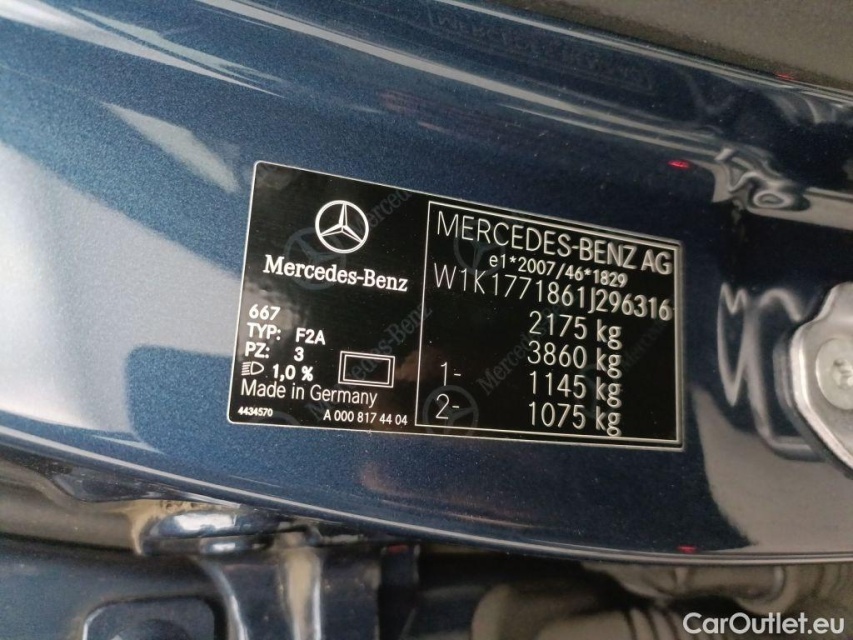 Mercedes-Benz
667
TYP: F2A
PZ: 3
1,0 %
Made in Germany
4434570 A 000 817 44 04
MERCEDES-BENZ AG
e1*2007/46*1829
W1K1771861J296316
2175 kg
3860 kg
1- 1145 kg
2- 1075 kg
CarOutlet.eu